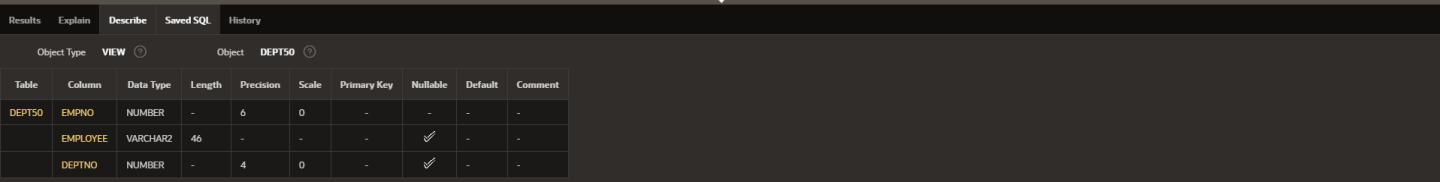 Results Explain Describe Saved SQL History
Object Type VIEW ? Object DEPT50 ?
Table Column Data Type Length Precision Scale Primary Key Nullable Default Comment
DEPT50 EMPNO NUMBER - 6 0 - - - -
EMPLOYEE VARCHAR2 46 - - - ✓ - -
DEPTNO NUMBER - 4 0 - ✓ - -